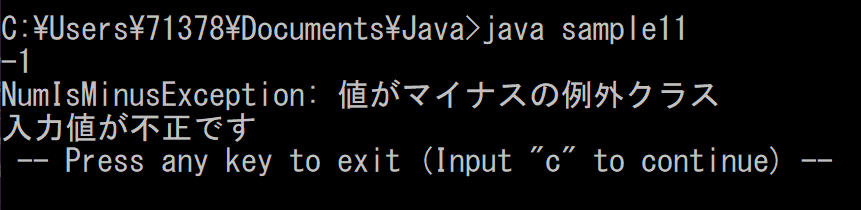 C:¥Users¥71378¥Documents¥Java>java sample11
-1
NumIsMinusException: 値がマイナスの例外クラス
入力値が不正です
-- Press any key to exit (Input "c" to continue) --